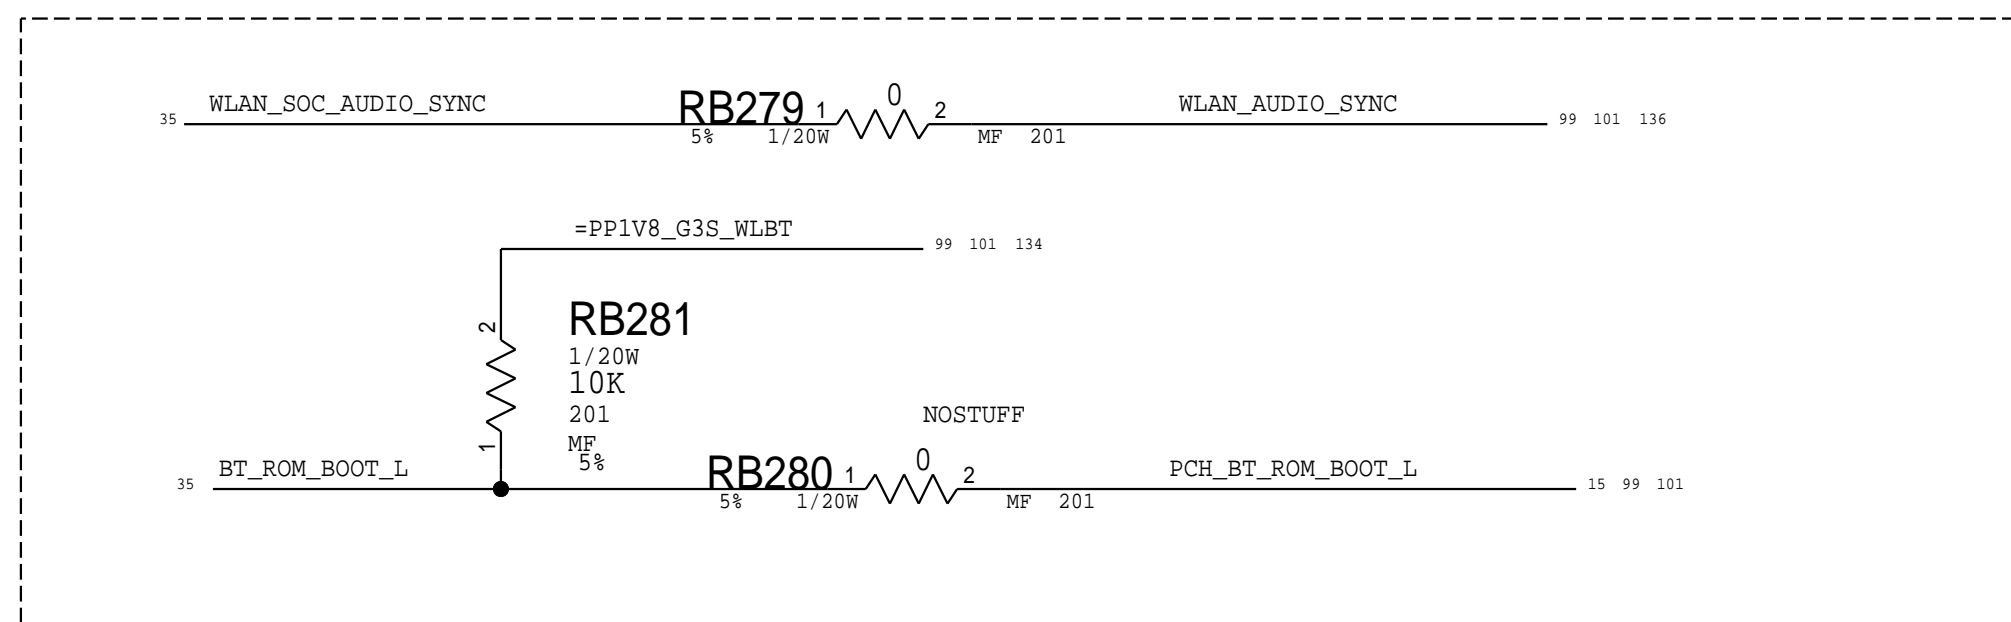 35 WLAN_SOC_AUDIO_SYNC RB279 1 0 2 WLAN_AUDIO_SYNC 99 101 136
5% 1/20W MF 201
=PP1V8_G3S_WLBT 99 101 134
2
RB281
1/20W
10K
201
MF
5%
1
NOSTUFF
35 BT_ROM_BOOT_L RB280 1 0 2 PCH_BT_ROM_BOOT_L 15 99 101
5% 1/20W MF 201